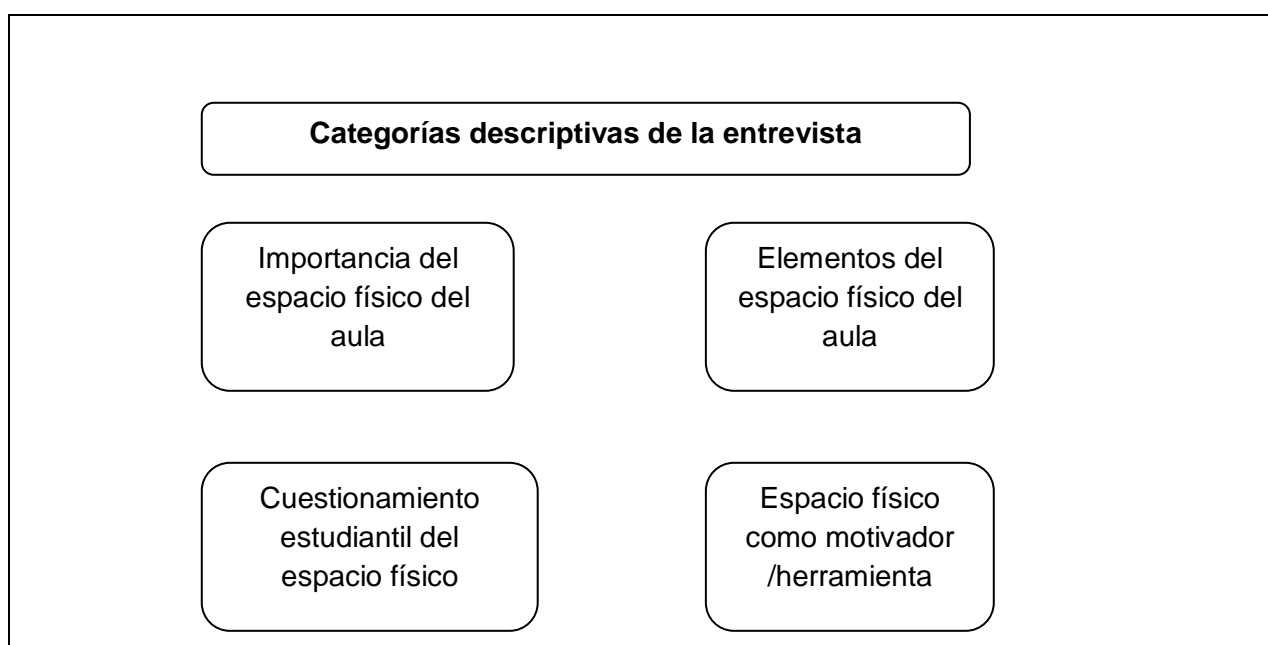 Categorías descriptivas de la entrevista
Importancia del
espacio físico del
aula
Elementos del
espacio físico del
aula
Cuestionamiento
estudiantil del
espacio físico
Espacio físico
como motivador
/herramienta